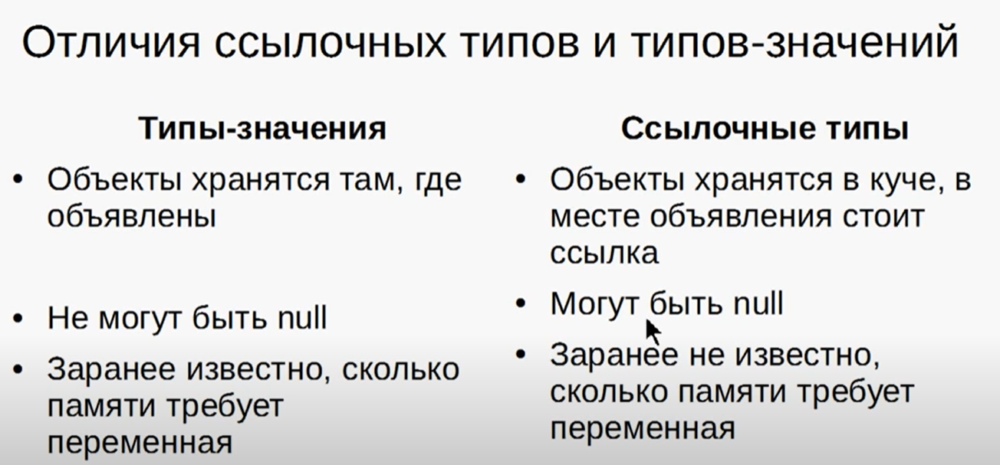 Отличия ссылочных типов и типов-значений
Типы-значения
• Объекты хранятся там, где
объявлены
• Не могут быть null
• Заранее известно, сколько
памяти требует
переменная
Ссылочные типы
• Объекты хранятся в куче, в
месте объявления стоит
ссылка
• Могут быть null
• Заранее не известно,
сколько памяти требует
переменная